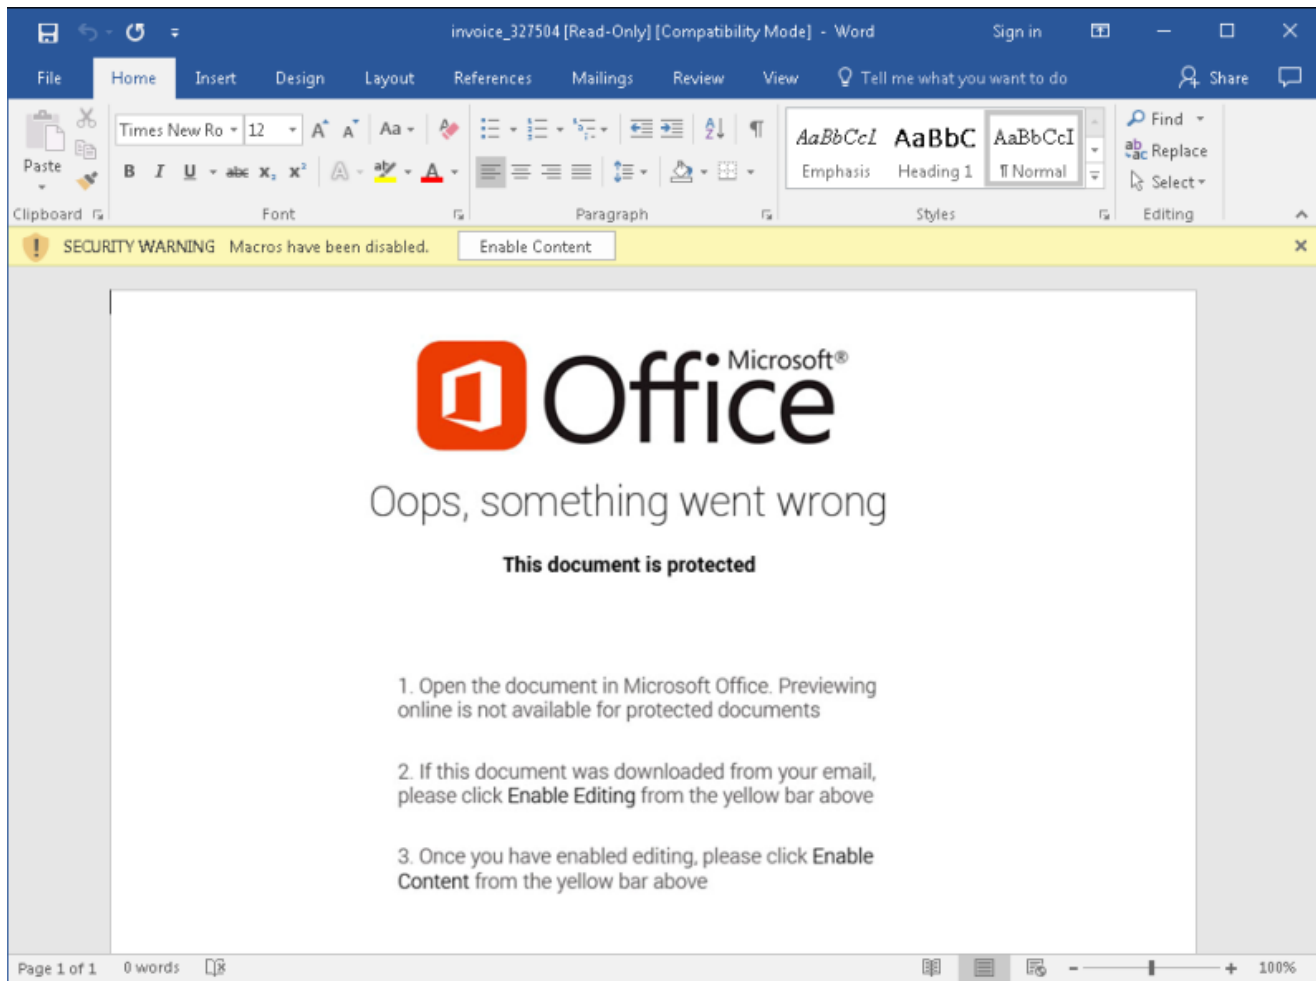 invoice_327504 [Read-Only] [Compatibility Mode] - Word
Sign in
File Home Insert Design Layout References Mailings Review View Tell me what you want to do Share
Times New Ro 12 A A Aa
Paste
B I U abc x₂ x² A aby A
AaBbCcI AaBbC AaBbCcI
Emphasis Heading 1 ¶ Normal
Find
Replace
Select
Clipboard Font Paragraph Styles Editing
SECURITY WARNING Macros have been disabled. Enable Content
Microsoft®
Office
Oops, something went wrong
This document is protected
1. Open the document in Microsoft Office. Previewing
online is not available for protected documents
2. If this document was downloaded from your email,
please click Enable Editing from the yellow bar above
3. Once you have enabled editing, please click Enable
Content from the yellow bar above
Page 1 of 1 0 words 100%